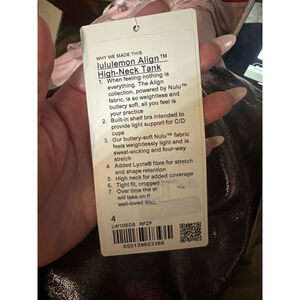 WHY WE MADE THIS
lululemon Align™
High-Neck Tank
1. When feeling nothing is
everything. The Align
collection, powered by Nulu™
fabric, is so weightless and
buttery soft, all you feel is
your practice
2. Built-in shelf bra intended to
provide light support for C/D
cups
3. Our buttery-soft Nulu™ fabric
feels weightlessly light and is
sweat-wicking and four-way
stretch
4. Added Lycra® fibre for stretch
and shape retention
5. High neck for added coverage
6. Tight fit, cropped
7. Over time the
will take on
well-loved
4
LW1DEDS RFZP
000139603366